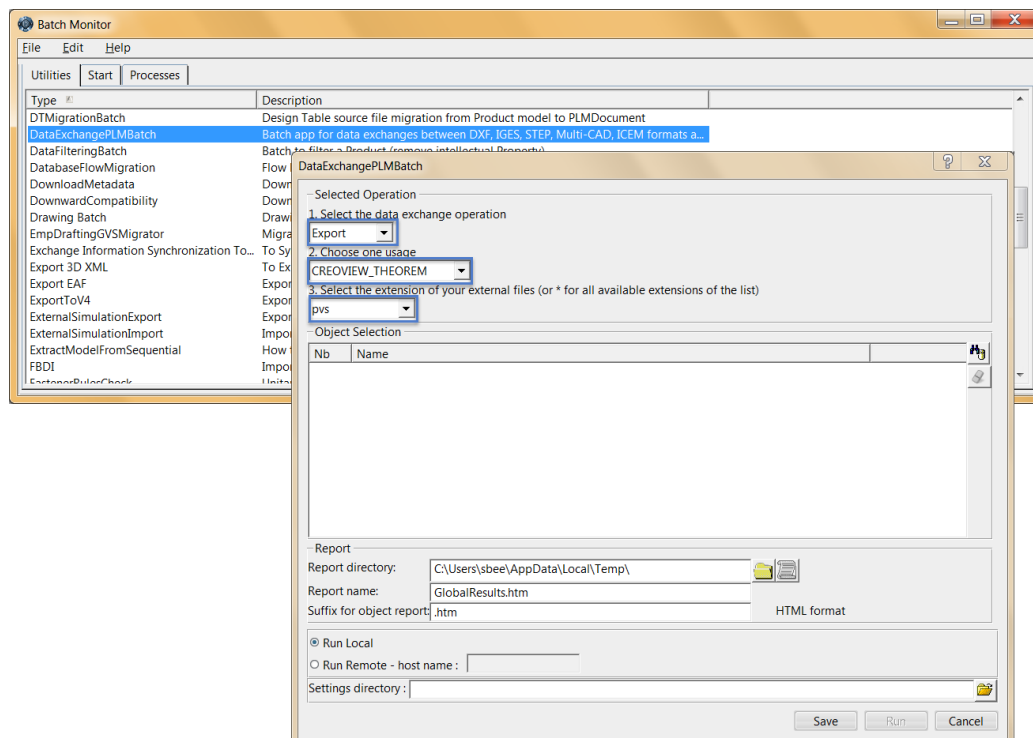 Batch Monitor
File Edit Help
Utilities Start Processes
Type Description
DTMigrationBatch Design Table source file migration from Product model to PLMDocument
DataExchangePLMBatch Batch app for data exchanges between DXF, IGES, STEP, Multi-CAD, ICEM formats a...
DataFilteringBatch Batch to filter a Product (remove intellectual Property)
DatabaseFlowMigration Flow
DownloadMetadata Down
DownwardCompatibility Down
Drawing Batch Drawi
EmpDraftingGVSMigrator Migra
Exchange Information Synchronization To... To Sy
Export 3D XML To Ex
Export EAF Expor
ExportToV4 Expor
ExternalSimulationExport Expor
ExternalSimulationImport Impor
ExtractModelFromSequential How
FBDI Impor
FastenerRulesCheck Unita
DataExchangePLMBatch
Selected Operation
1. Select the data exchange operation
Export
2. Choose one usage
CREOVIEW_THEOREM
3. Select the extension of your external files (or * for all available extensions of the list)
pvs
Object Selection
Nb Name
Report
Report directory: C:\Users\sbee\AppData\Local\Temp\
Report name: GlobalResults.htm
Suffix for object report: .htm HTML format
Run Local
Run Remote - host name :
Settings directory :
Save Run Cancel